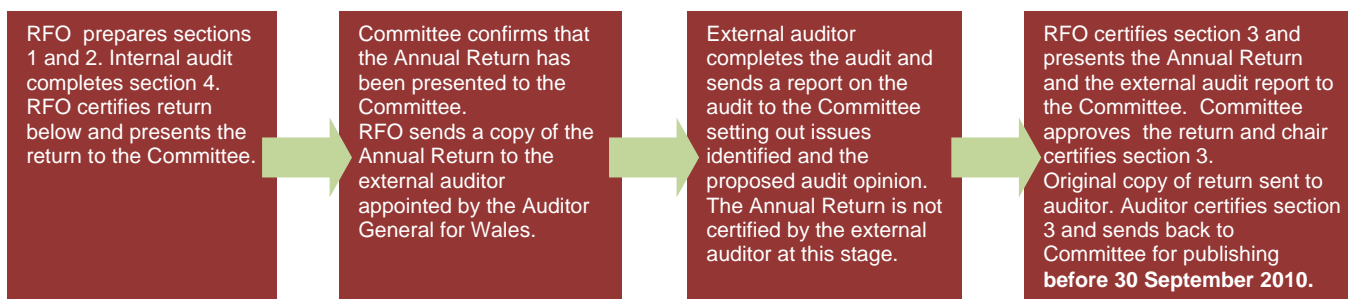 RFO prepares sections
1 and 2. Internal audit
completes section 4.
RFO certifies return
below and presents the
return to the Committee.
Committee confirms that
the Annual Return has
been presented to the
Committee.
RFO sends a copy of the
Annual Return to the
external auditor
appointed by the Auditor
General for Wales.
External auditor
completes the audit and
sends a report on the
audit to the Committee
setting out issues
identified and the
proposed audit opinion.
The Annual Return is not
certified by the external
auditor at this stage.
RFO certifies section 3 and
presents the Annual Return
and the external audit report
to the Committee. Committee
approves the return and chair
certifies section 3.
Original copy of return sent to
auditor. Auditor certifies section
3 and sends back to
Committee for publishing
before 30 September 2010.